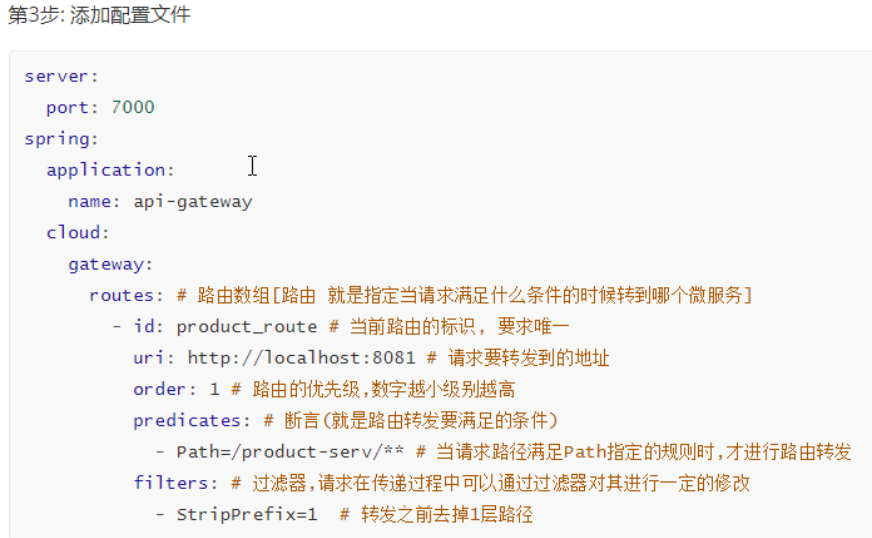 第3步: 添加配置文件
server:
  port: 7000
spring:
  application:
    name: api-gateway
  cloud:
    gateway:
      routes: # 路由数组[路由 就是指定当请求满足什么条件的时候转到哪个微服务]
        - id: product_route # 当前路由的标识, 要求唯一
          uri: http://localhost:8081 # 请求要转发到的地址
          order: 1 # 路由的优先级,数字越小级别越高
          predicates: # 断言(就是路由转发要满足的条件)
            - Path=/product-serv/** # 当请求路径满足Path指定的规则时,才进行路由转发
          filters: # 过滤器,请求在传递过程中可以通过过滤器对其进行一定的修改
            - StripPrefix=1  # 转发之前去掉1层路径